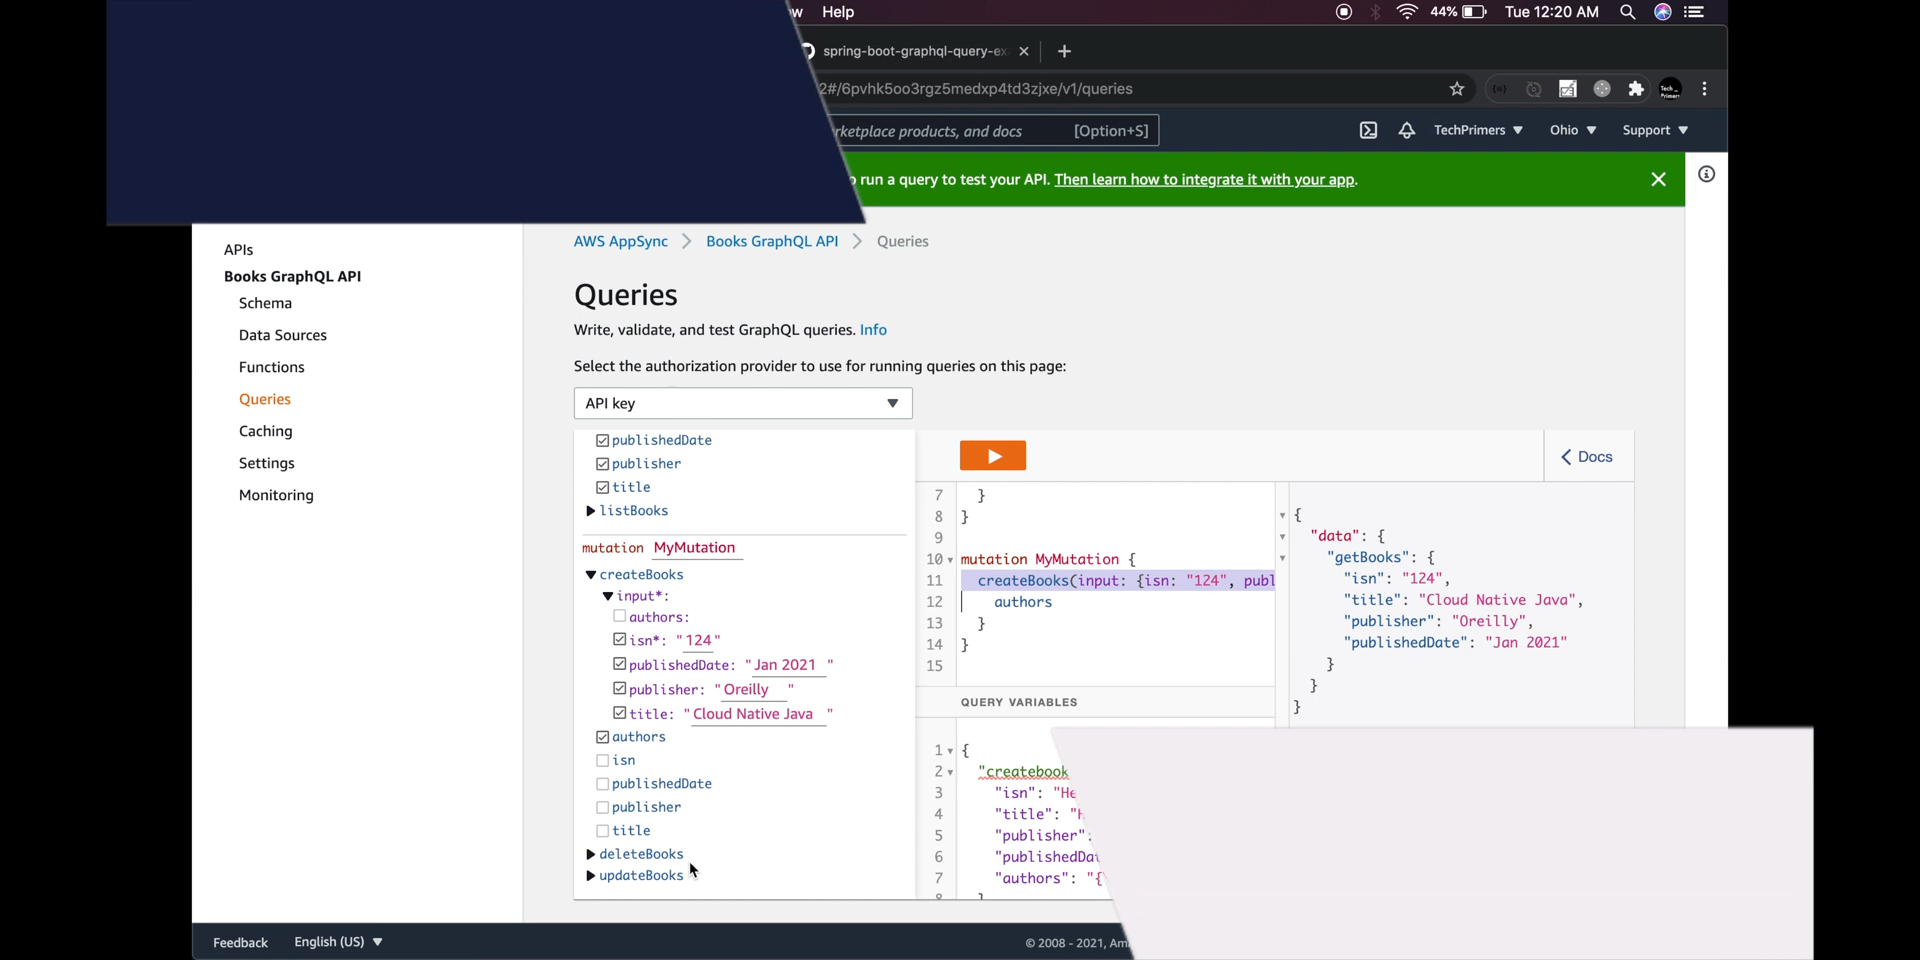 Help
44%
Tue 12:20 AM
spring-boot-graphql-query-ex
2#/6pvhk5oo3rgz5medxp4td3zjxe/v1/queries
rketplace products, and docs [Option+S]
TechPrimers
Ohio
Support
run a query to test your API. Then learn how to integrate it with your app.
APIs
Books GraphQL API
Schema
Data Sources
Functions
Queries
Caching
Settings
Monitoring
AWS AppSync
Books GraphQL API
Queries
Queries
Write, validate, and test GraphQL queries. Info
Select the authorization provider to use for running queries on this page:
API key
publishedDate
publisher
title
listBooks
mutation MyMutation
createBooks
input*:
authors:
isn*: "124"
publishedDate: "Jan 2021 "
publisher: "Oreilly "
title: "Cloud Native Java "
authors
isn
publishedDate
publisher
title
deleteBooks
updateBooks
Docs
7 }
8 }
9
10 mutation MyMutation {
11 createBooks(input: {isn: "124", publ
12 authors
13 }
14 }
15
QUERY VARIABLES
1 {
2 "createbook
3 "isn": "He
4 "title": "H
5 "publisher":
6 "publishedDat
7 "authors": "{
8
{
"data": {
"getBooks": {
"isn": "124",
"title": "Cloud Native Java",
"publisher": "Oreilly",
"publishedDate": "Jan 2021"
}
}
}
Feedback
English (US)
© 2008 - 2021, Am